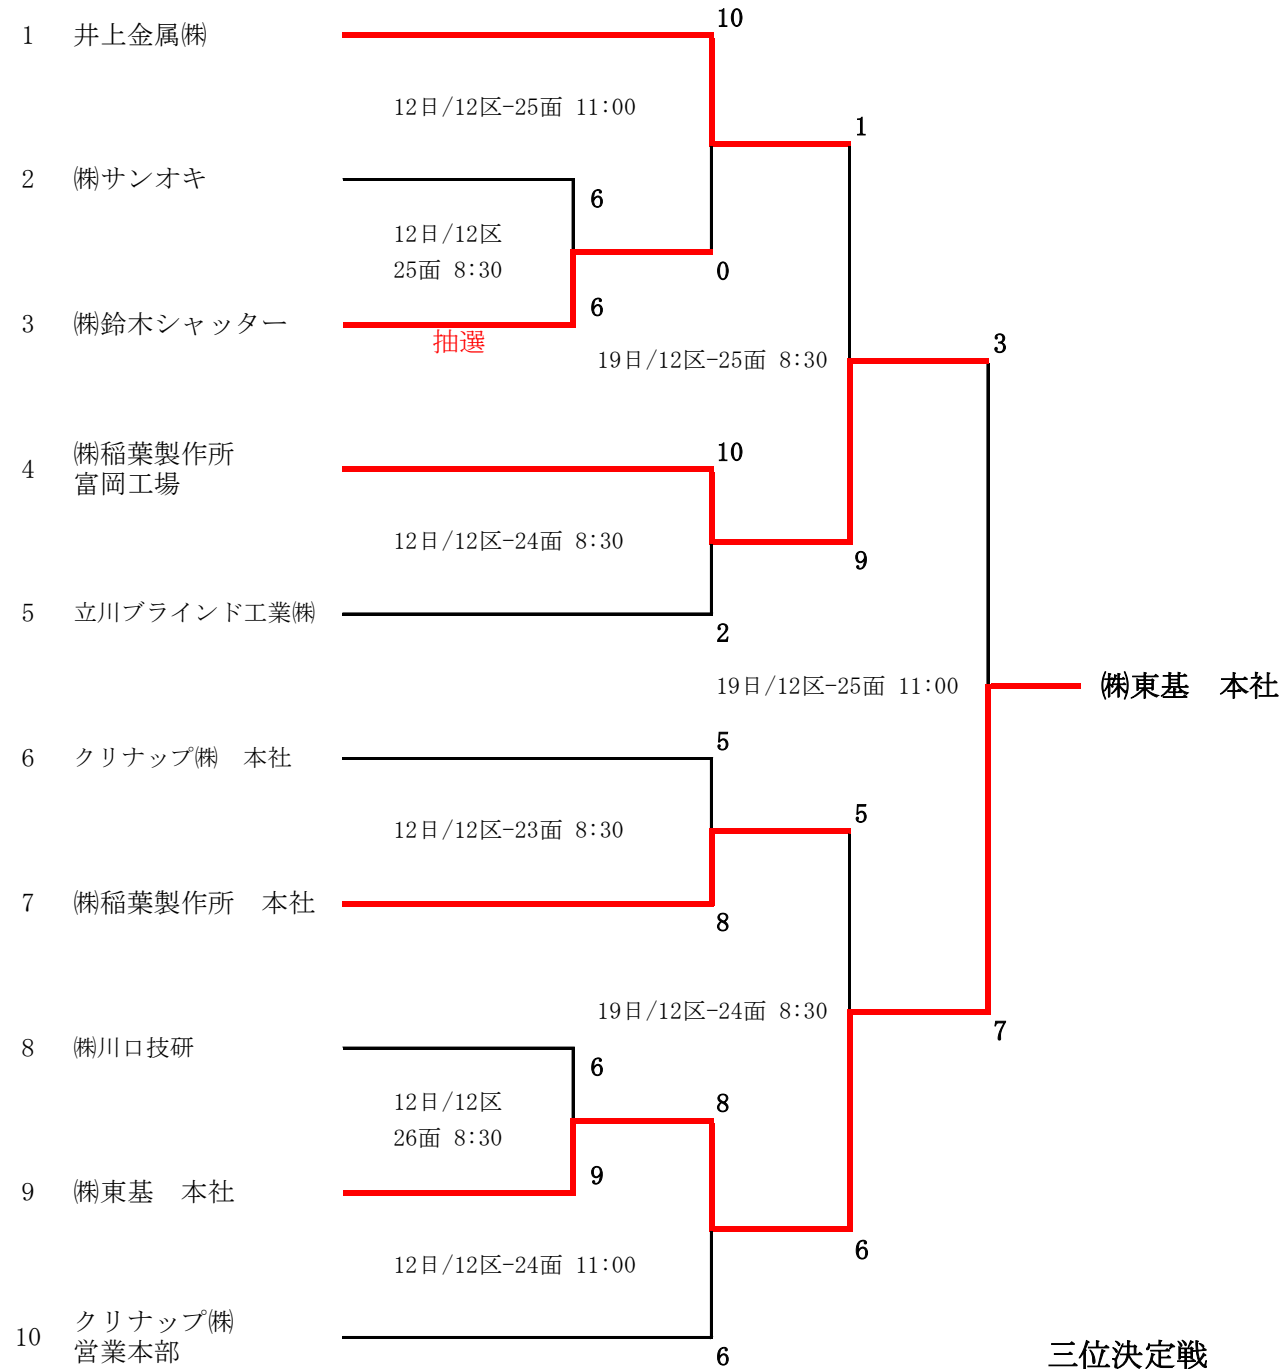 10
1 井上金属㈱
12日/12区-25面 11:00
1
2 ㈱サンオキ
6
12日/12区
25面 8:30
0
6
3 ㈱鈴木シャッター
抽選
3
19日/12区-25面 8:30
㈱稲葉製作所
富岡工場
4
10
12日/12区-24面 8:30
9
5 立川ブラインド工業㈱
2
19日/12区-25面 11:00
㈱東基 本社
5
6 クリナップ㈱ 本社
5
12日/12区-23面 8:30
7 ㈱稲葉製作所 本社
8
19日/12区-24面 8:30
7
8 ㈱川口技研
6
12日/12区
26面 8:30
8
9
9 ㈱東基 本社
6
12日/12区-24面 11:00
クリナップ㈱
営業本部
10
6
三位決定戦